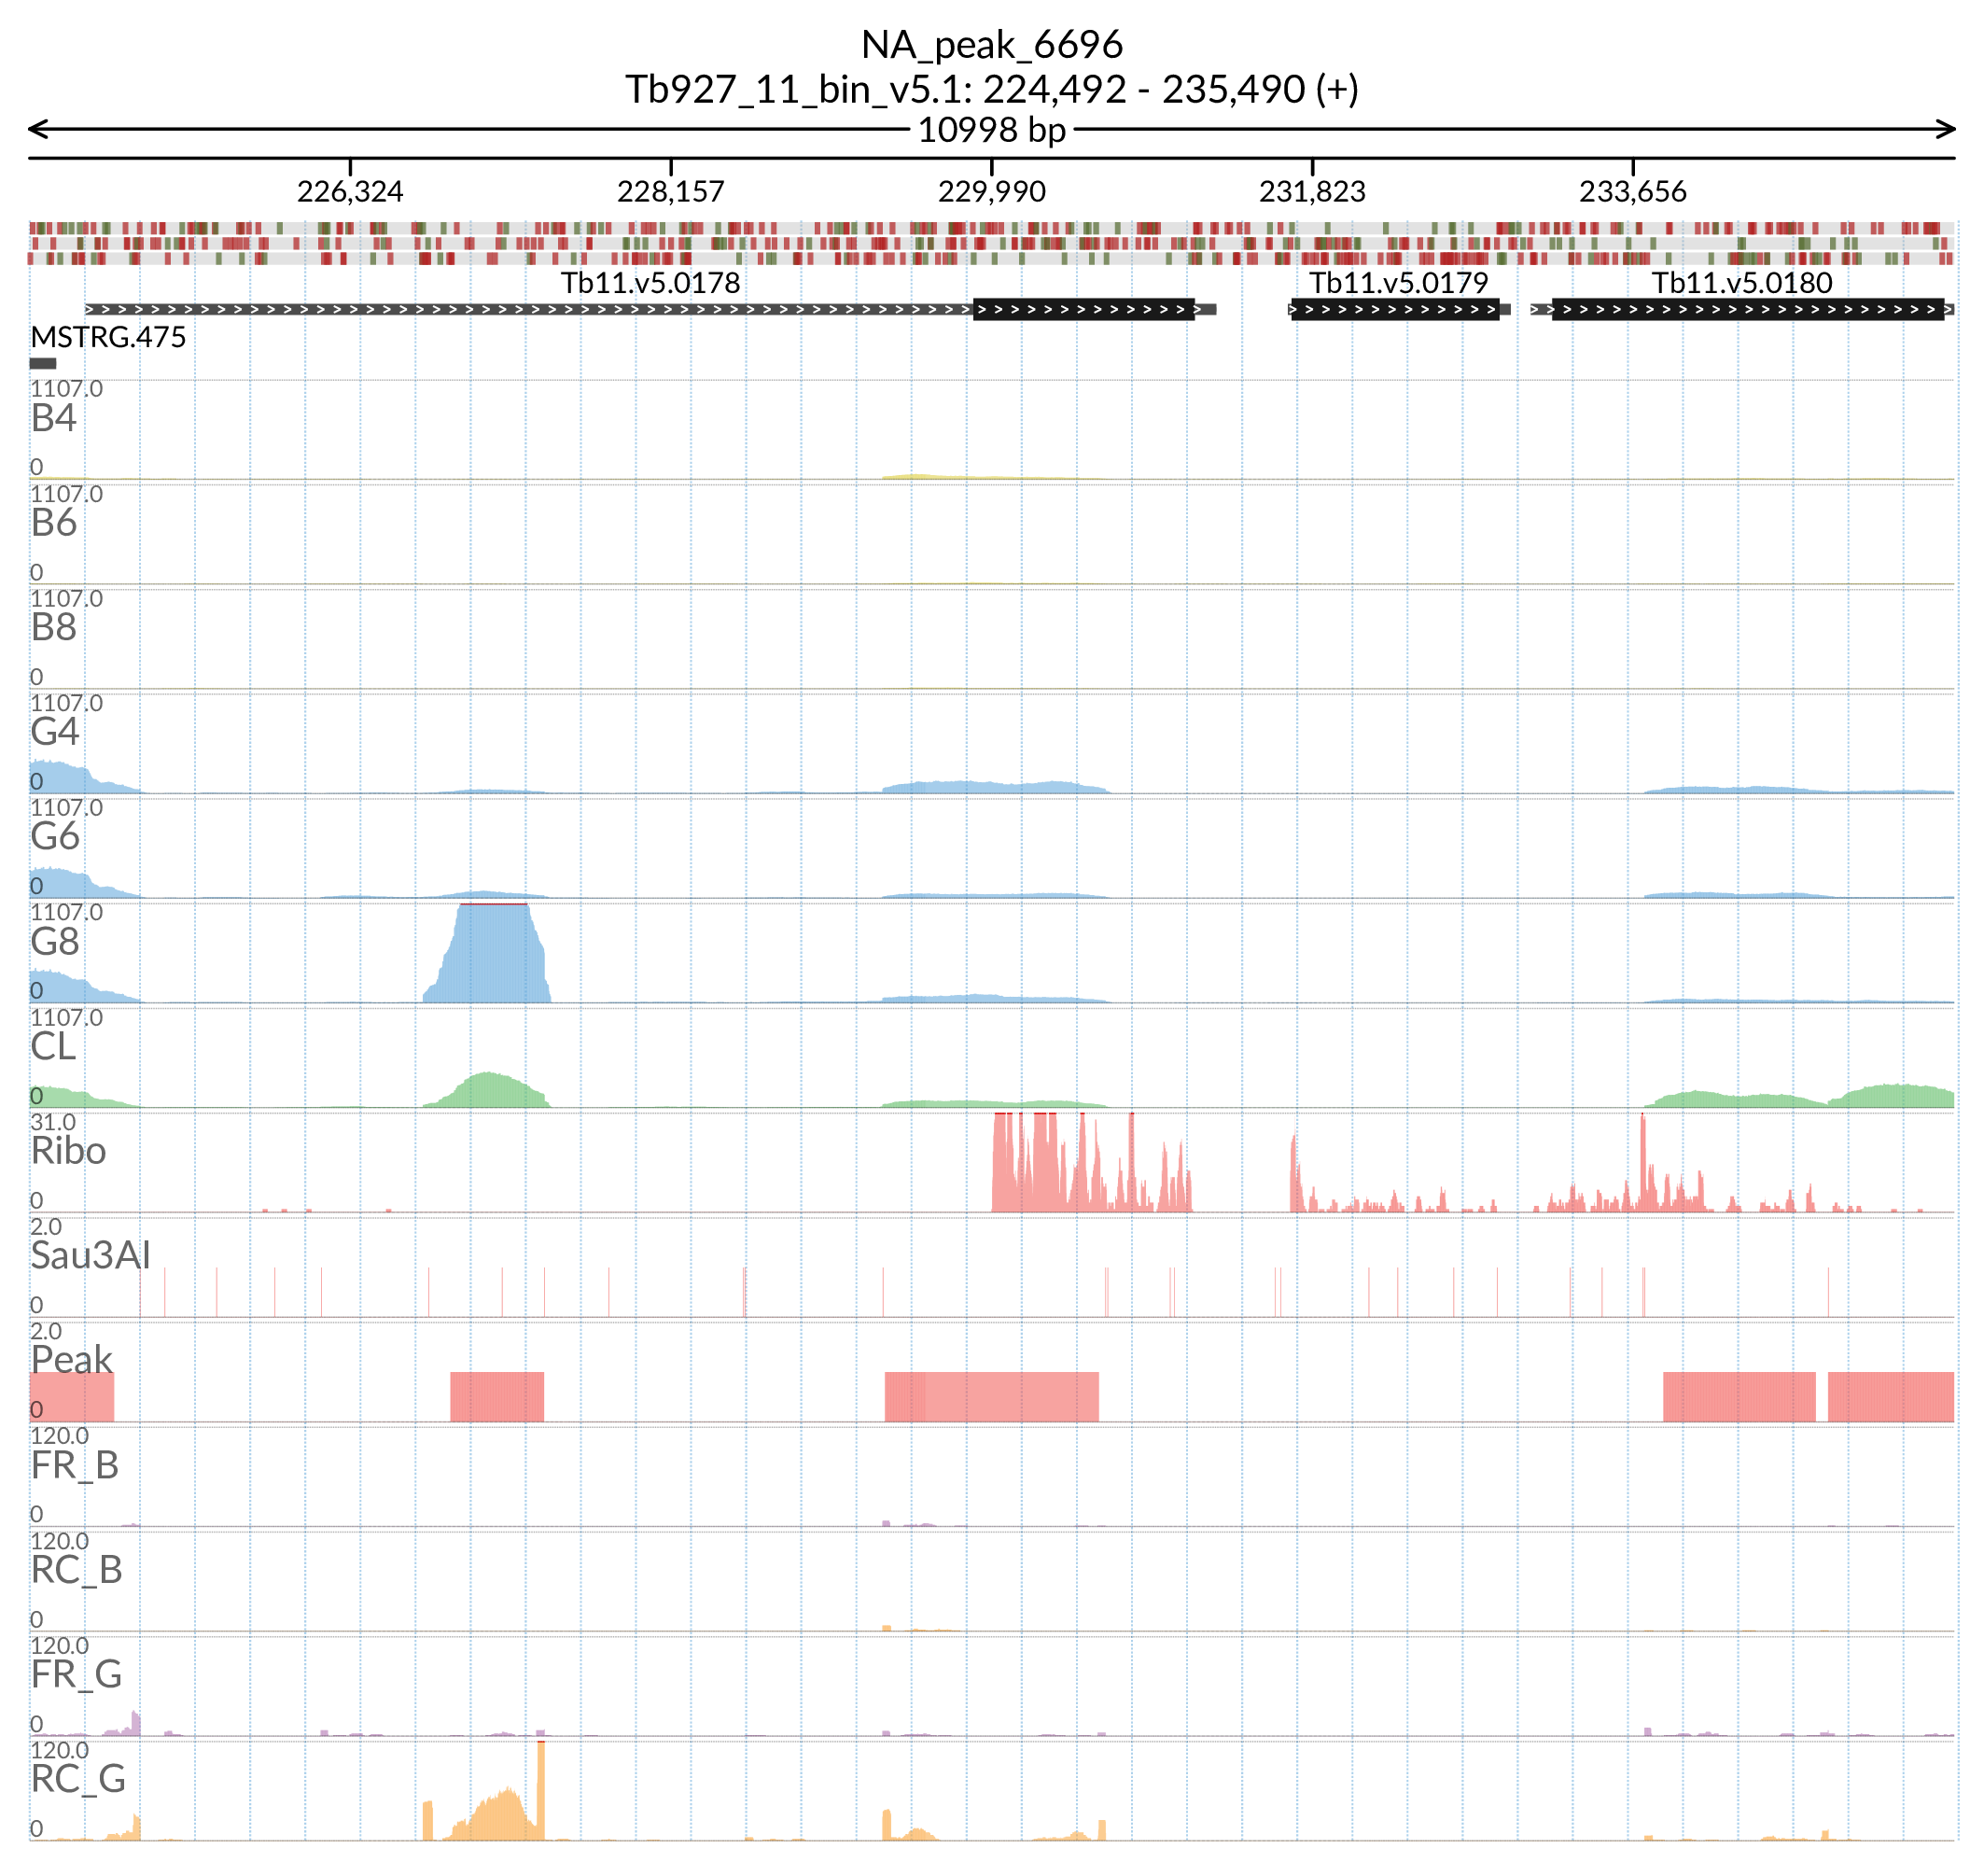 NA_peak_6696
Tb927_11_bin_v5.1: 224,492 - 235,490 (+)
10998 bp
226,324 228,157 229,990 231,823 233,656
Tb11.v5.0178 Tb11.v5.0179 Tb11.v5.0180
MSTRG.475
1107.0
B4
0
1107.0
B6
0
1107.0
B8
0
1107.0
G4
0
1107.0
G6
0
1107.0
G8
0
1107.0
CL
0
31.0
Ribo
0
2.0
Sau3AI
0
2.0
Peak
0
120.0
FR_B
0
120.0
RC_B
0
120.0
FR_G
0
120.0
RC_G
0